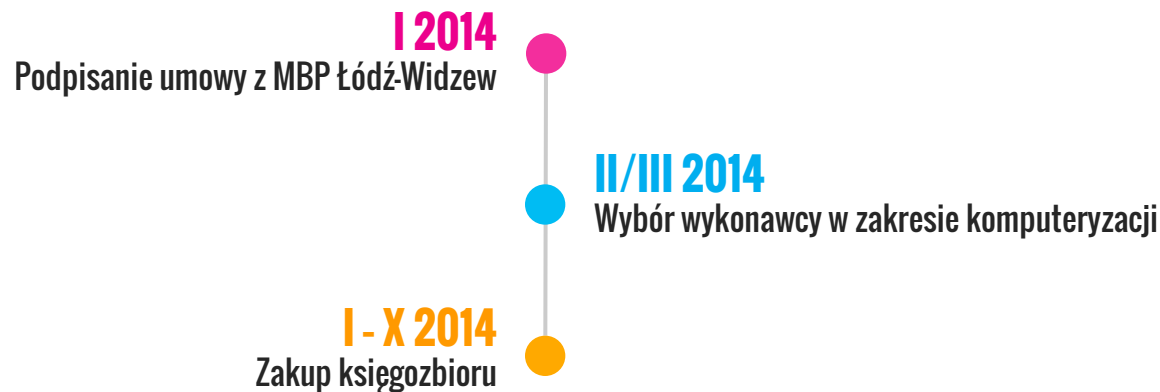 I 2014
Podpisanie umowy z MBP Łódź-Widzew
II/III 2014
Wybór wykonawcy w zakresie komputeryzacji
I - X 2014
Zakup księgozbioru